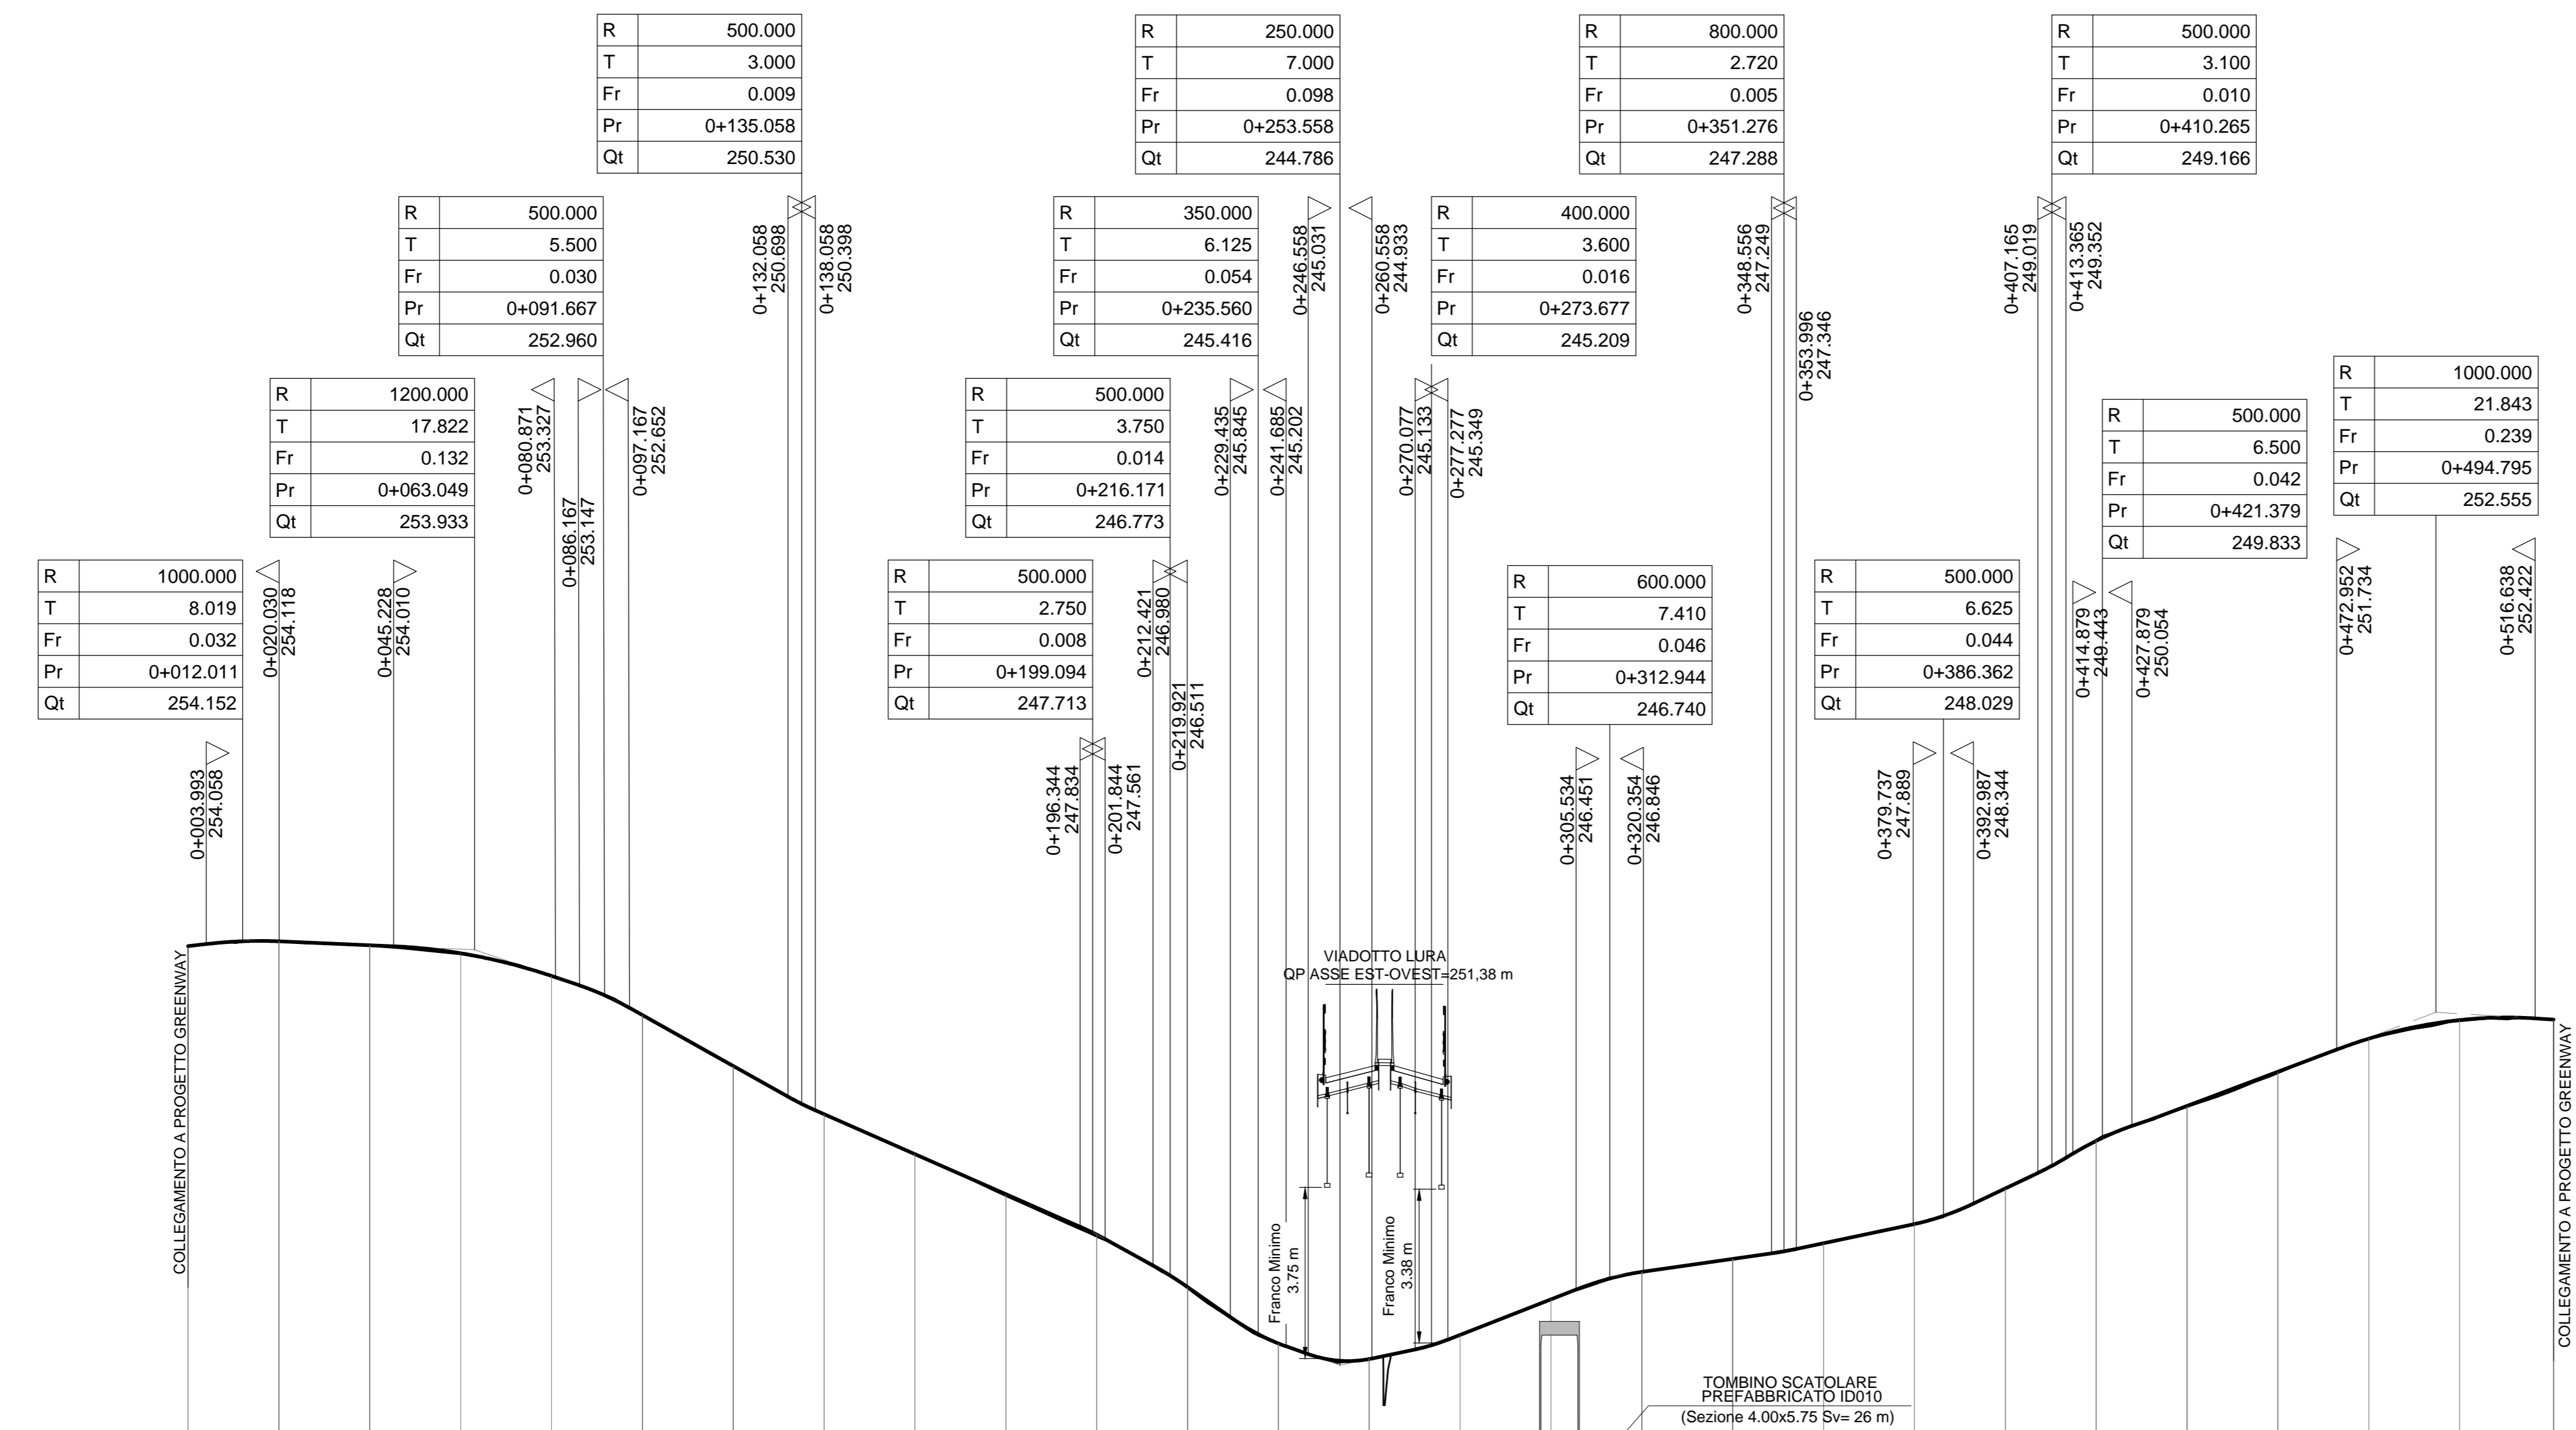 R 500.000
T 3.000
Fr 0.009
Pr 0+135.058
Qt 250.530
R 250.000
T 7.000
Fr 0.098
Pr 0+253.558
Qt 244.786
R 800.000
T 2.720
Fr 0.005
Pr 0+351.276
Qt 247.288
R 500.000
T 3.100
Fr 0.010
Pr 0+410.265
Qt 249.166
R 500.000
T 5.500
Fr 0.030
Pr 0+091.667
Qt 252.960
0+132.058
250.698
0+138.058
250.398
R 350.000
T 6.125
Fr 0.054
Pr 0+235.560
Qt 245.416
0+246.558
245.031
0+260.558
244.933
R 400.000
T 3.600
Fr 0.016
Pr 0+273.677
Qt 245.209
0+348.556
247.249
0+353.996
247.346
0+407.165
249.019
0+413.365
249.352
R 1200.000
T 17.822
Fr 0.132
Pr 0+063.049
Qt 253.933
0+080.871
253.327
0+086.167
253.147
0+097.167
252.652
R 500.000
T 3.750
Fr 0.014
Pr 0+216.171
Qt 246.773
0+229.435
245.845
0+241.685
245.202
0+270.077
245.133
0+277.277
245.349
R 500.000
T 6.500
Fr 0.042
Pr 0+421.379
Qt 249.833
R 1000.000
T 21.843
Fr 0.239
Pr 0+494.795
Qt 252.555
R 1000.000
T 8.019
Fr 0.032
Pr 0+012.011
Qt 254.152
0+003.993
254.058
0+020.030
254.118
0+045.228
254.010
R 500.000
T 2.750
Fr 0.008
Pr 0+199.094
Qt 247.713
0+196.344
247.834
0+201.844
247.561
0+212.421
246.980
0+219.921
246.511
R 600.000
T 7.410
Fr 0.046
Pr 0+312.944
Qt 246.740
0+305.534
246.451
0+320.354
246.846
R 500.000
T 6.625
Fr 0.044
Pr 0+386.362
Qt 248.029
0+379.737
247.889
0+392.987
248.344
0+414.879
249.443
0+427.879
250.054
0+472.952
251.734
0+516.638
252.422
COLLEGAMENTO A PROGETTO GREENWAY
VIADOTTO LURA
QP ASSE EST-OVEST=251,38 m
Franco Minimo
3.75 m
Franco Minimo
3.38 m
TOMBINO SCATOLARE
PREFABBRICATO ID010
(Sezione 4.00x5.75 Sv= 26 m)
COLLEGAMENTO A PROGETTO GREENWAY